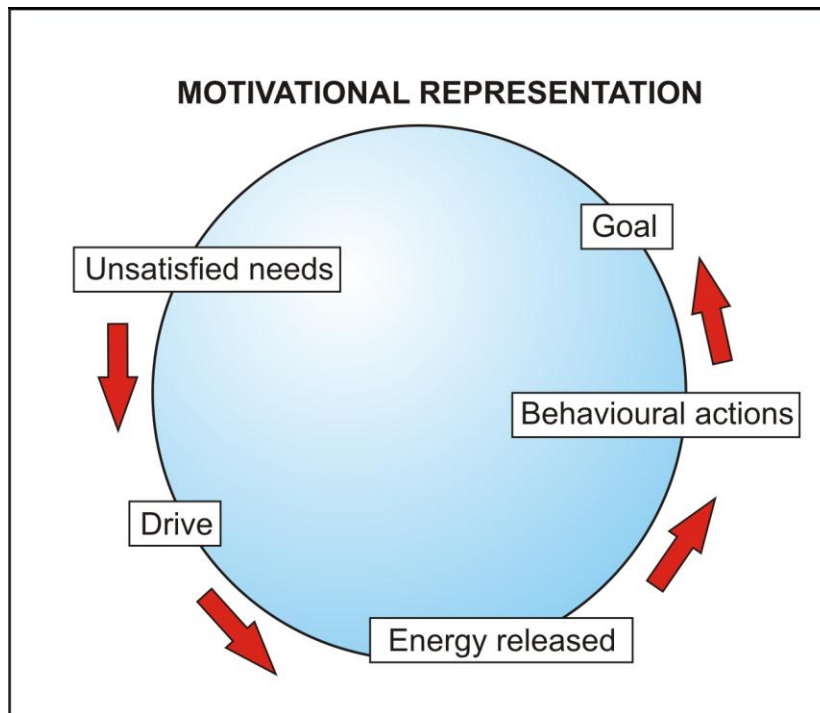 MOTIVATIONAL REPRESENTATION
Goal
Unsatisfied needs
Behavioural actions
Drive
Energy released